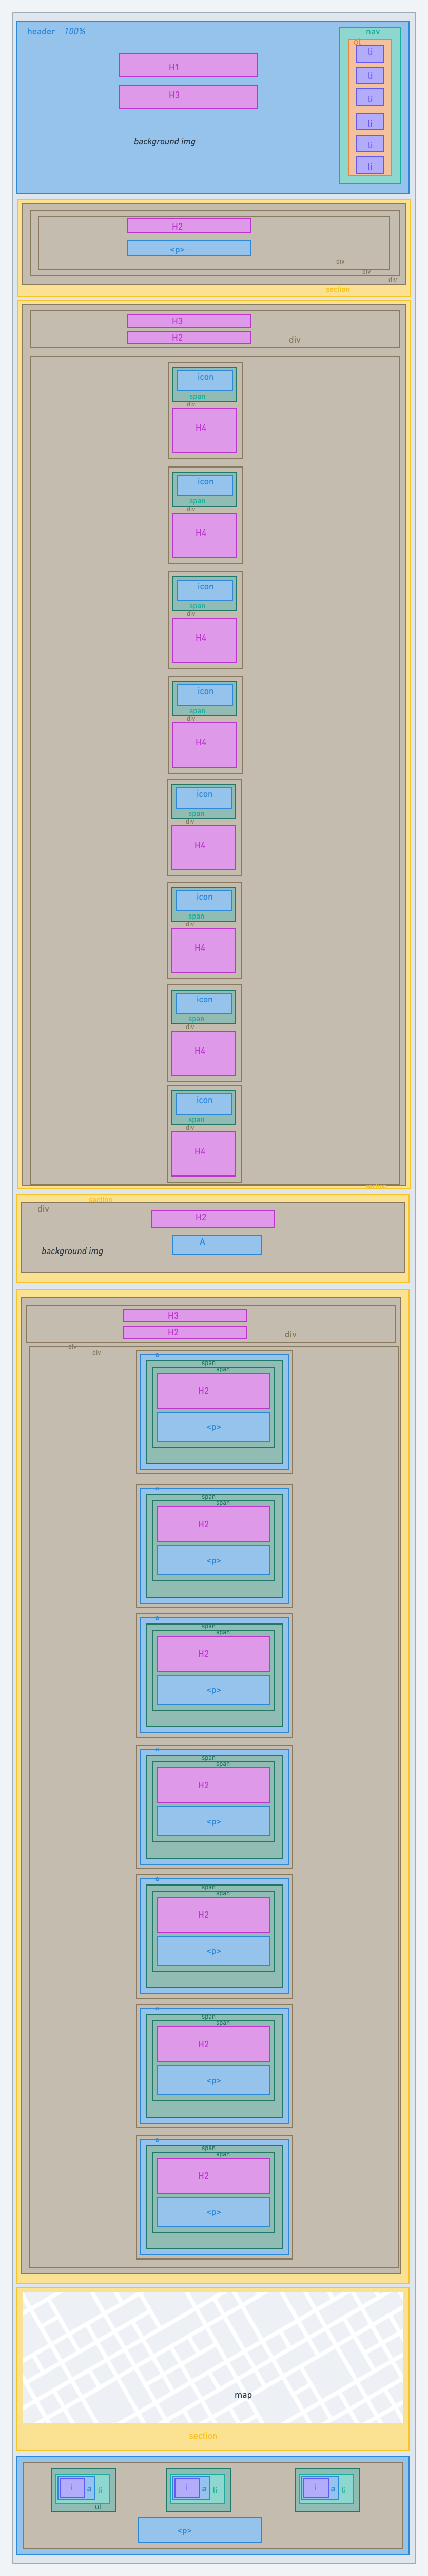 header 100%
nav
ol
li
H1
li
H3
li
li
background img
li
li
H2
<p>
div
div
div
section
H3
H2
div
icon
span
div
H4
icon
span
div
H4
icon
span
div
H4
icon
span
div
H4
icon
span
div
H4
icon
span
div
H4
icon
span
div
H4
icon
span
div
H4
section
div
H2
A
background img
H3
H2
div
div
div
a
span
span
H2
<p>
a
span
span
H2
<p>
a
span
span
H2
<p>
a
span
span
H2
<p>
a
span
span
H2
<p>
a
span
span
H2
<p>
a
span
span
H2
<p>
map
section
i a li i a li i a li
ul
<p>